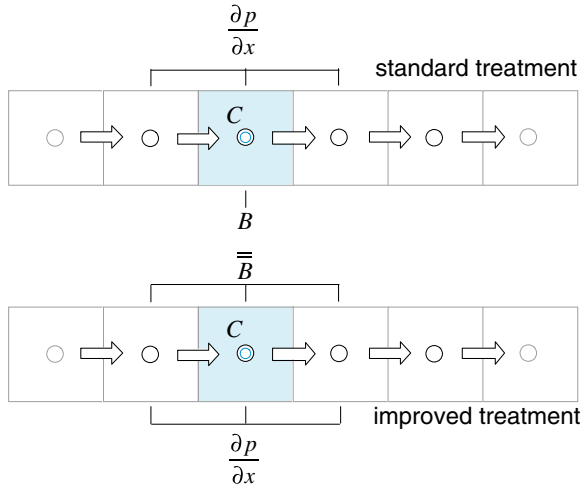 ∂p
∂x
standard treatment
C
B
B̿
C
improved treatment
∂p
∂x